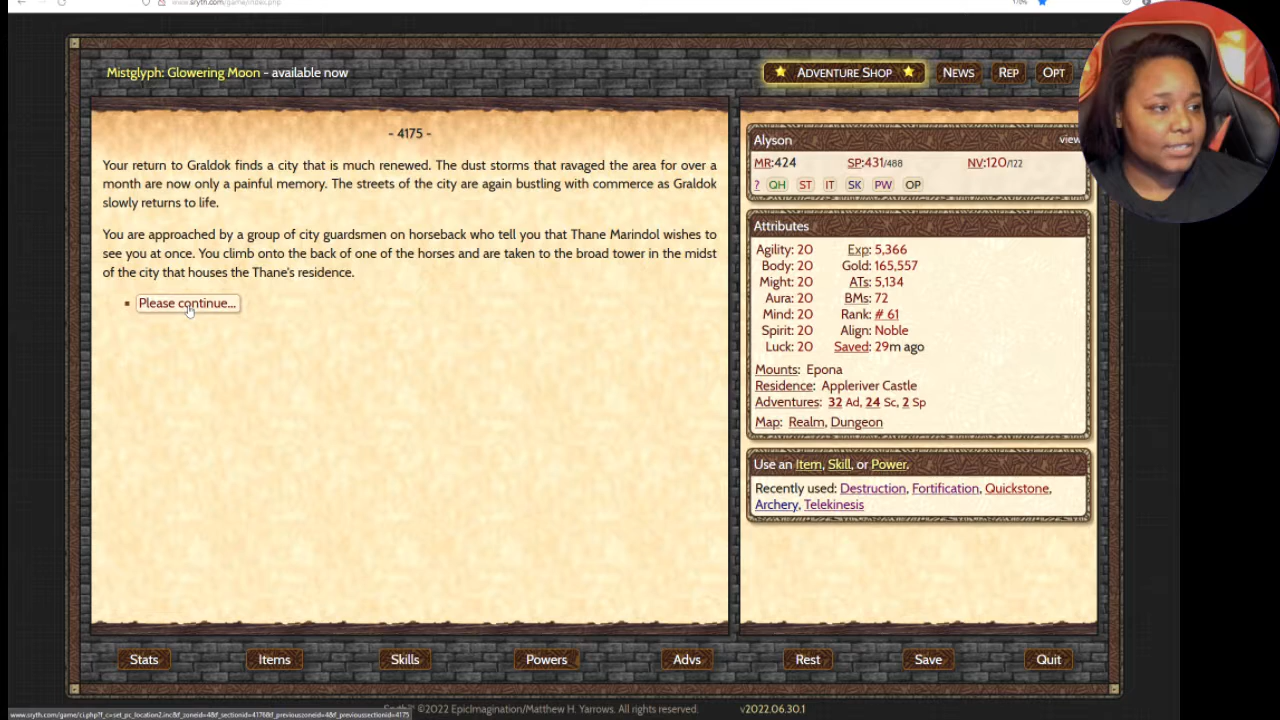 www.sryth.com/game/index.php
Mistglyph: Glowering Moon - available now
ADVENTURE SHOP
NEWS
REP
OPT
- 4175 -
Your return to Graldok finds a city that is much renewed. The dust storms that ravaged the area for over a
month are now only a painful memory. The streets of the city are again bustling with commerce as Graldok
slowly returns to life.
You are approached by a group of city guardsmen on horseback who tell you that Thane Marindol wishes to
see you at once. You climb onto the back of one of the horses and are taken to the broad tower in the midst
of the city that houses the Thane's residence.
Please continue...
Alyson
view
MR:424 SP:431/488 NV:120/122
? QH ST IT SK PW OP
Attributes
Agility: 20 Exp: 5,366
Body: 20 Gold: 165,557
Might: 20 ATs: 5,134
Aura: 20 BMs: 72
Mind: 20 Rank: # 61
Spirit: 20 Align: Noble
Luck: 20 Saved: 29m ago
Mounts: Epona
Residence: Appleriver Castle
Adventures: 32 Ad, 24 Sc, 2 Sp
Map: Realm, Dungeon
Use an Item, Skill, or Power.
Recently used: Destruction, Fortification, Quickstone,
Archery, Telekinesis
Stats
Items
Skills
Powers
Advs
Rest
Save
Quit
©2022 EpicImagination/Matthew H. Yarrows. All rights reserved.
v2022.06.30.1